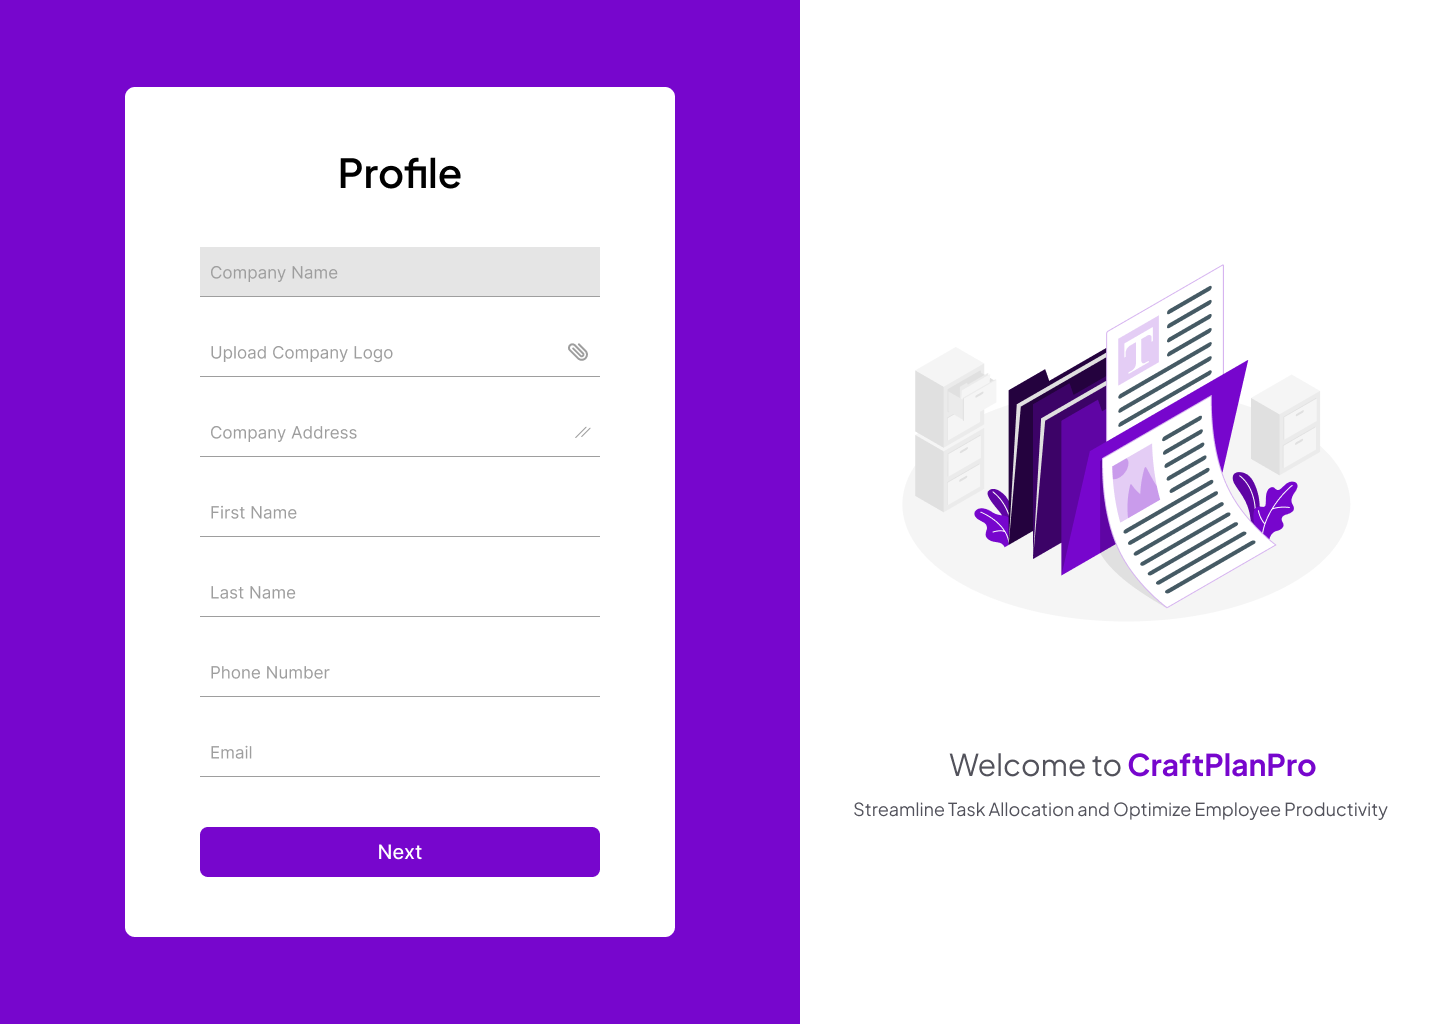 Profile
Company Name
Upload Company Logo
Company Address
First Name
Last Name
Phone Number
Email
Next
T
Welcome to CraftPlanPro
Streamline Task Allocation and Optimize Employee Productivity